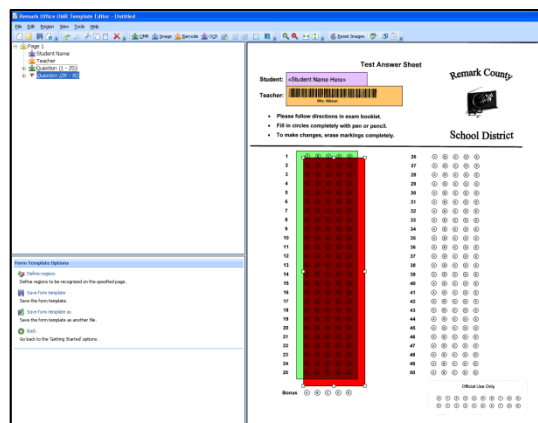 Remark Office OMR Template Editor - Untitled
File Edit Region View Tools Help
OMR Image Barcode OCR Reset Images
Page 1
Student Name
Teacher
Question (1 - 25)
Form Template Options
Define regions
Define regions to be recognized on the specified page.
Save form template
Save the form template.
Save form template as
Save the form template as another file.
Back
Go back to the 'Getting Started' options.
Test Answer Sheet
Student: <Student Name Here>
Teacher:
Remark County
School District
• Please follow directions in exam booklet.
• Fill in circles completely with pen or pencil.
• To make changes, erase markings completely.
1 26
2 27
3 28
4 29
5 30
6 31
7 32
8 33
9 34
10 35
11 36
12 37
13 38
14 39
15 40
16 41
17 42
18 43
19 44
20 45
21 46
22 47
23 48
24 49
25 50
Bonus
Official Use Only